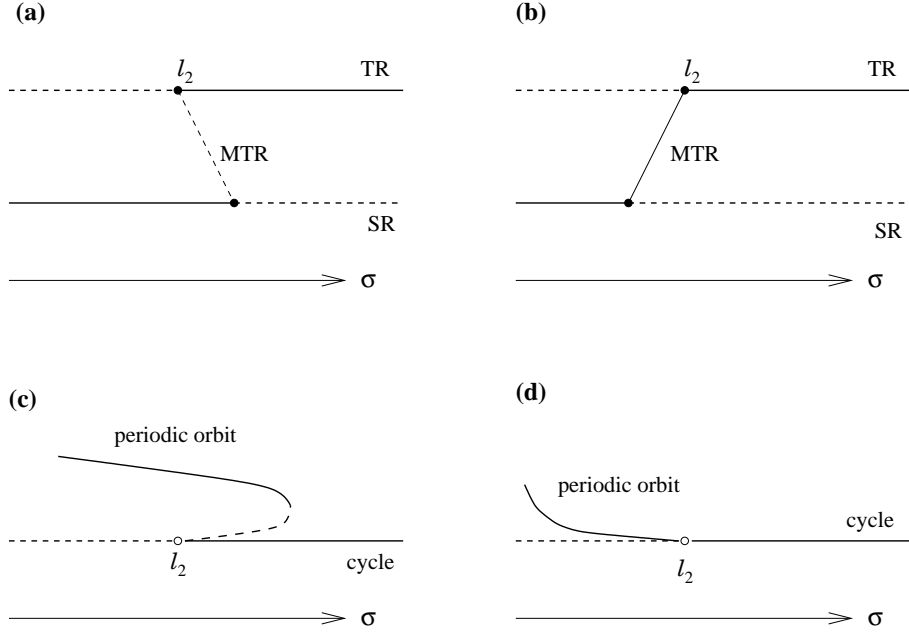 (a)
l₂
TR
MTR
SR
σ
(b)
l₂
TR
MTR
SR
σ
(c)
periodic orbit
l₂
cycle
σ
(d)
periodic orbit
cycle
l₂
σ